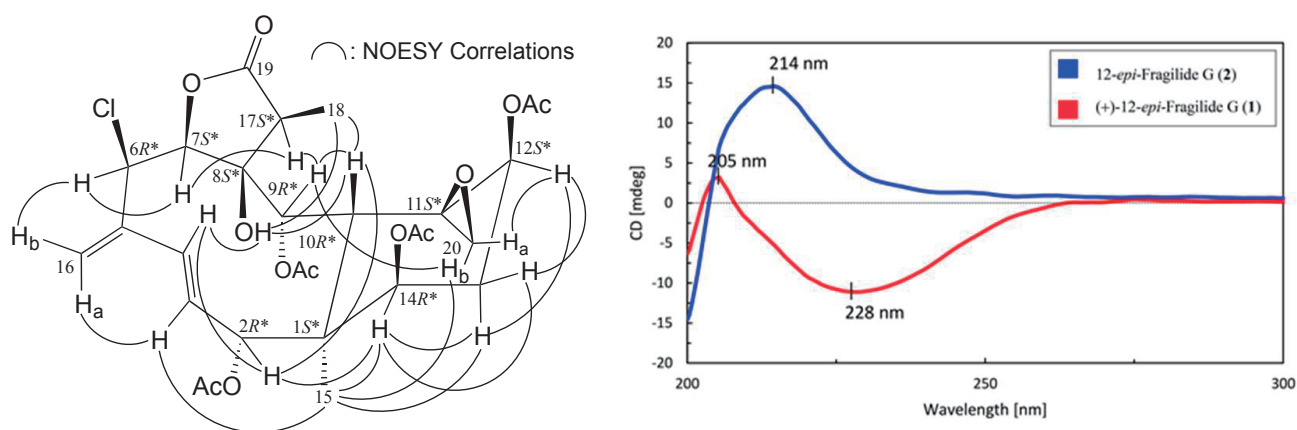 O
19
: NOESY Correlations
O
Cl
18
17S*
OAc
7S*
6R*
H
12S*
H
H
H
8S*
9R*
O
H
H
H
11S*
H
OH
OAc
20
Hₐ
H_b
10R*
H_b
16
OAc
H
Hₐ
14R*
H
H
2R*
1S*
H
AcO
H
15
20
15
10
5
0
-5
-10
-15
-20
CD [mdeg]
214 nm
205 nm
228 nm
12-epi-Fragilide G (2)
(+)-12-epi-Fragilide G (1)
200
250
300
Wavelength [nm]